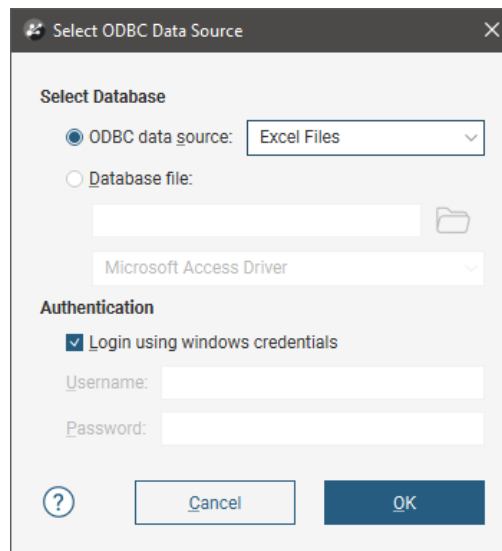 Select ODBC Data Source
Select Database
ODBC data source: Excel Files
Database file:
Microsoft Access Driver
Authentication
Login using windows credentials
Username:
Password:
? Cancel OK